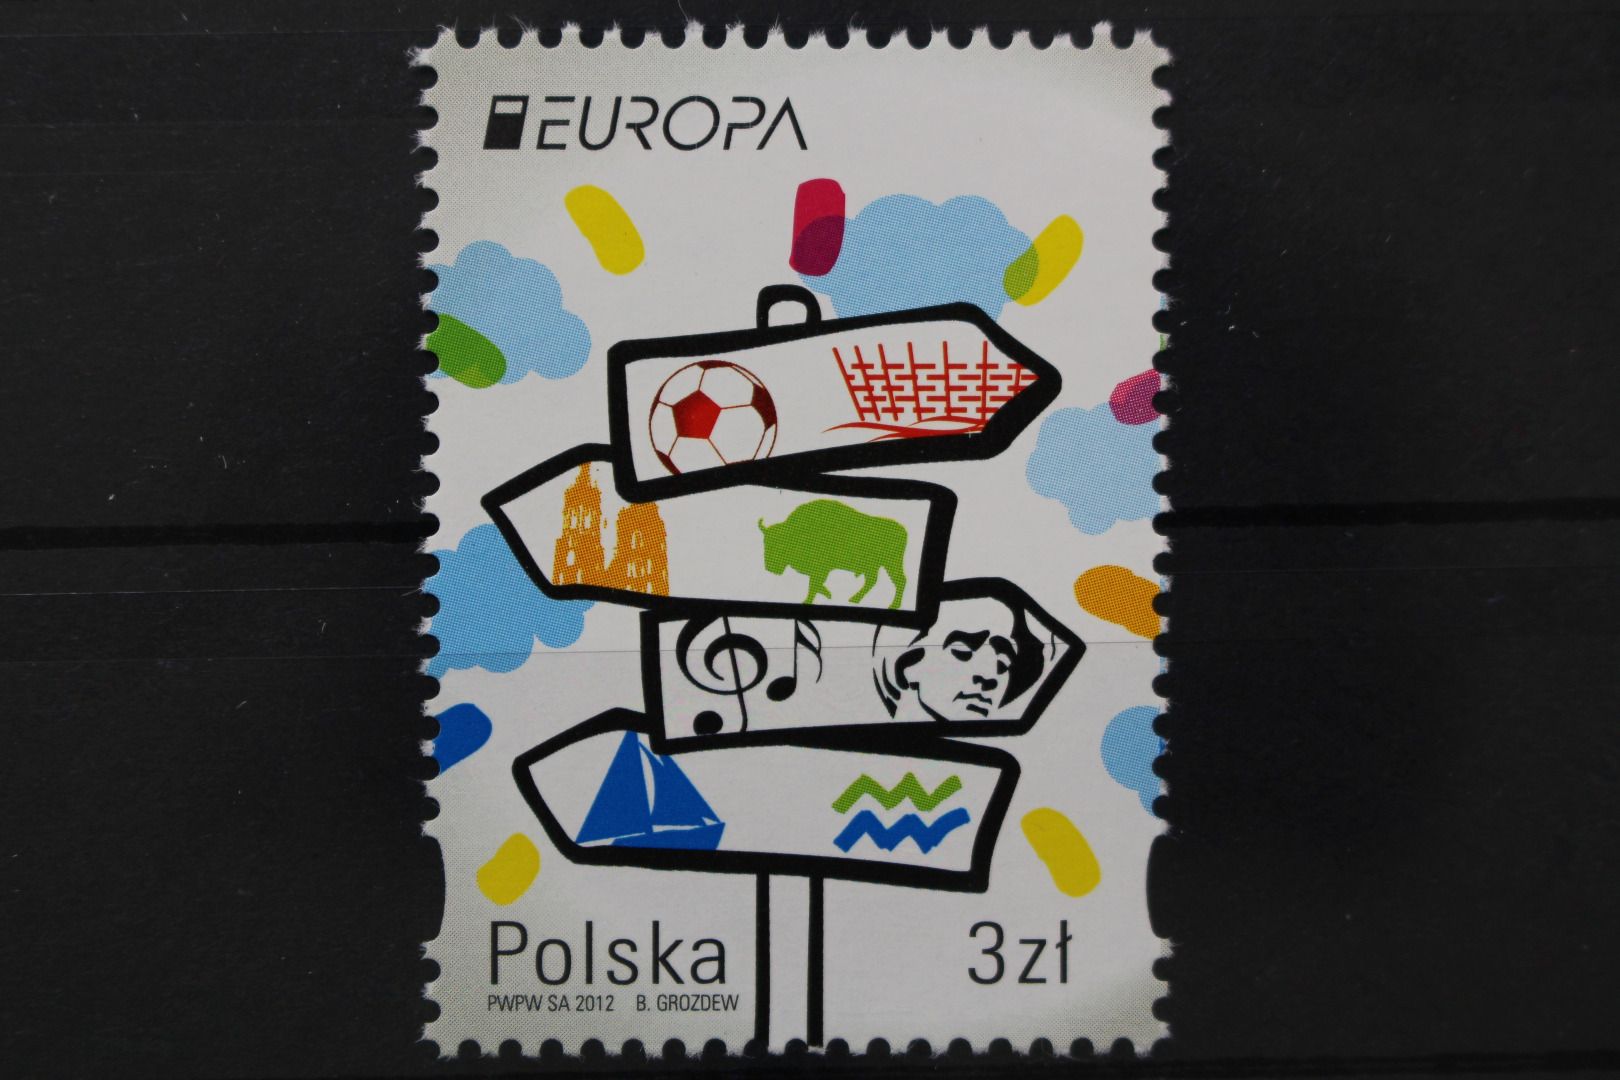 EUROPA
Polska
3zł
PWPW SA 2012 B. GROZDEW